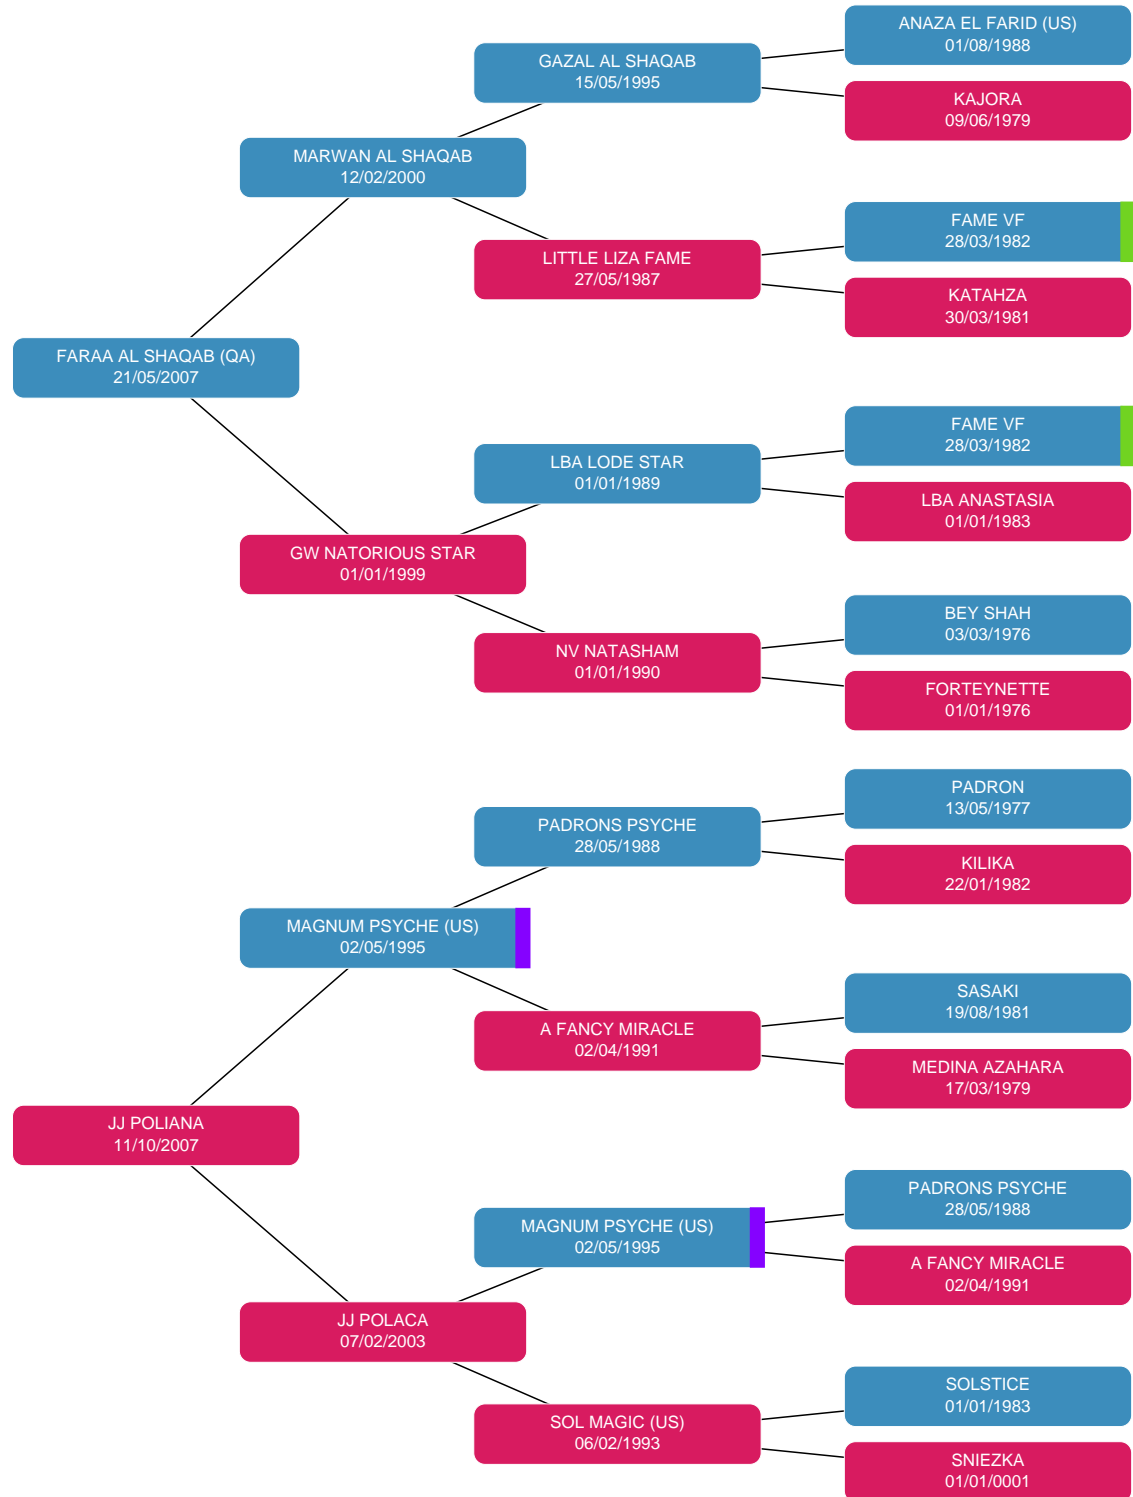 ANAZA EL FARID (US)
01/08/1988
GAZAL AL SHAQAB
15/05/1995
KAJORA
09/06/1979
MARWAN AL SHAQAB
12/02/2000
FAME VF
28/03/1982
LITTLE LIZA FAME
27/05/1987
KATAHZA
30/03/1981
FARAA AL SHAQAB (QA)
21/05/2007
FAME VF
28/03/1982
LBA LODE STAR
01/01/1989
LBA ANASTASIA
01/01/1983
GW NATORIOUS STAR
01/01/1999
BEY SHAH
03/03/1976
NV NATASHAM
01/01/1990
FORTEYNETTE
01/01/1976
PADRON
13/05/1977
PADRONS PSYCHE
28/05/1988
KILIKA
22/01/1982
MAGNUM PSYCHE (US)
02/05/1995
SASAKI
19/08/1981
A FANCY MIRACLE
02/04/1991
MEDINA AZAHARA
17/03/1979
JJ POLIANA
11/10/2007
PADRONS PSYCHE
28/05/1988
MAGNUM PSYCHE (US)
02/05/1995
A FANCY MIRACLE
02/04/1991
JJ POLACA
07/02/2003
SOLSTICE
01/01/1983
SOL MAGIC (US)
06/02/1993
SNIEZKA
01/01/0001